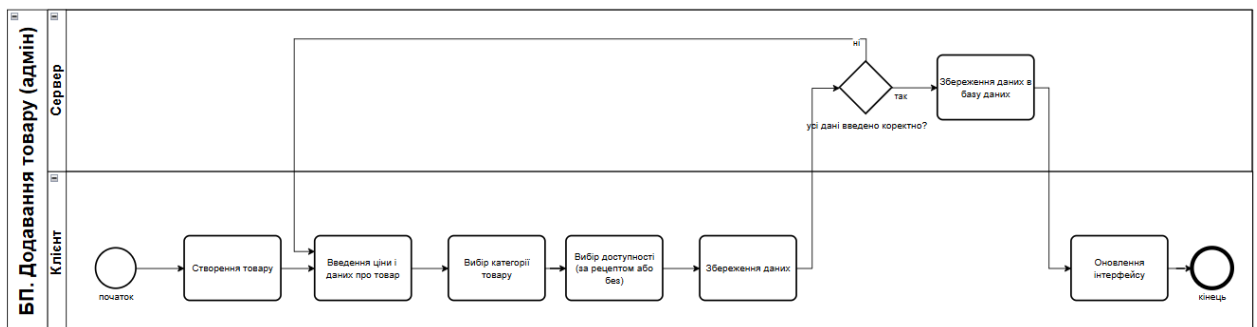 БП. Додавання товару (адмін)
Сервер
ні
так
усі дані введено коректно?
Збереження даних в
базу даних
Клієнт
початок
Створення товару
Введення ціни і
даних про товар
Вибір категорії
товару
Вибір доступності
(за рецептом або
без)
Збереження даних
Оновлення
інтерфейсу
кінець